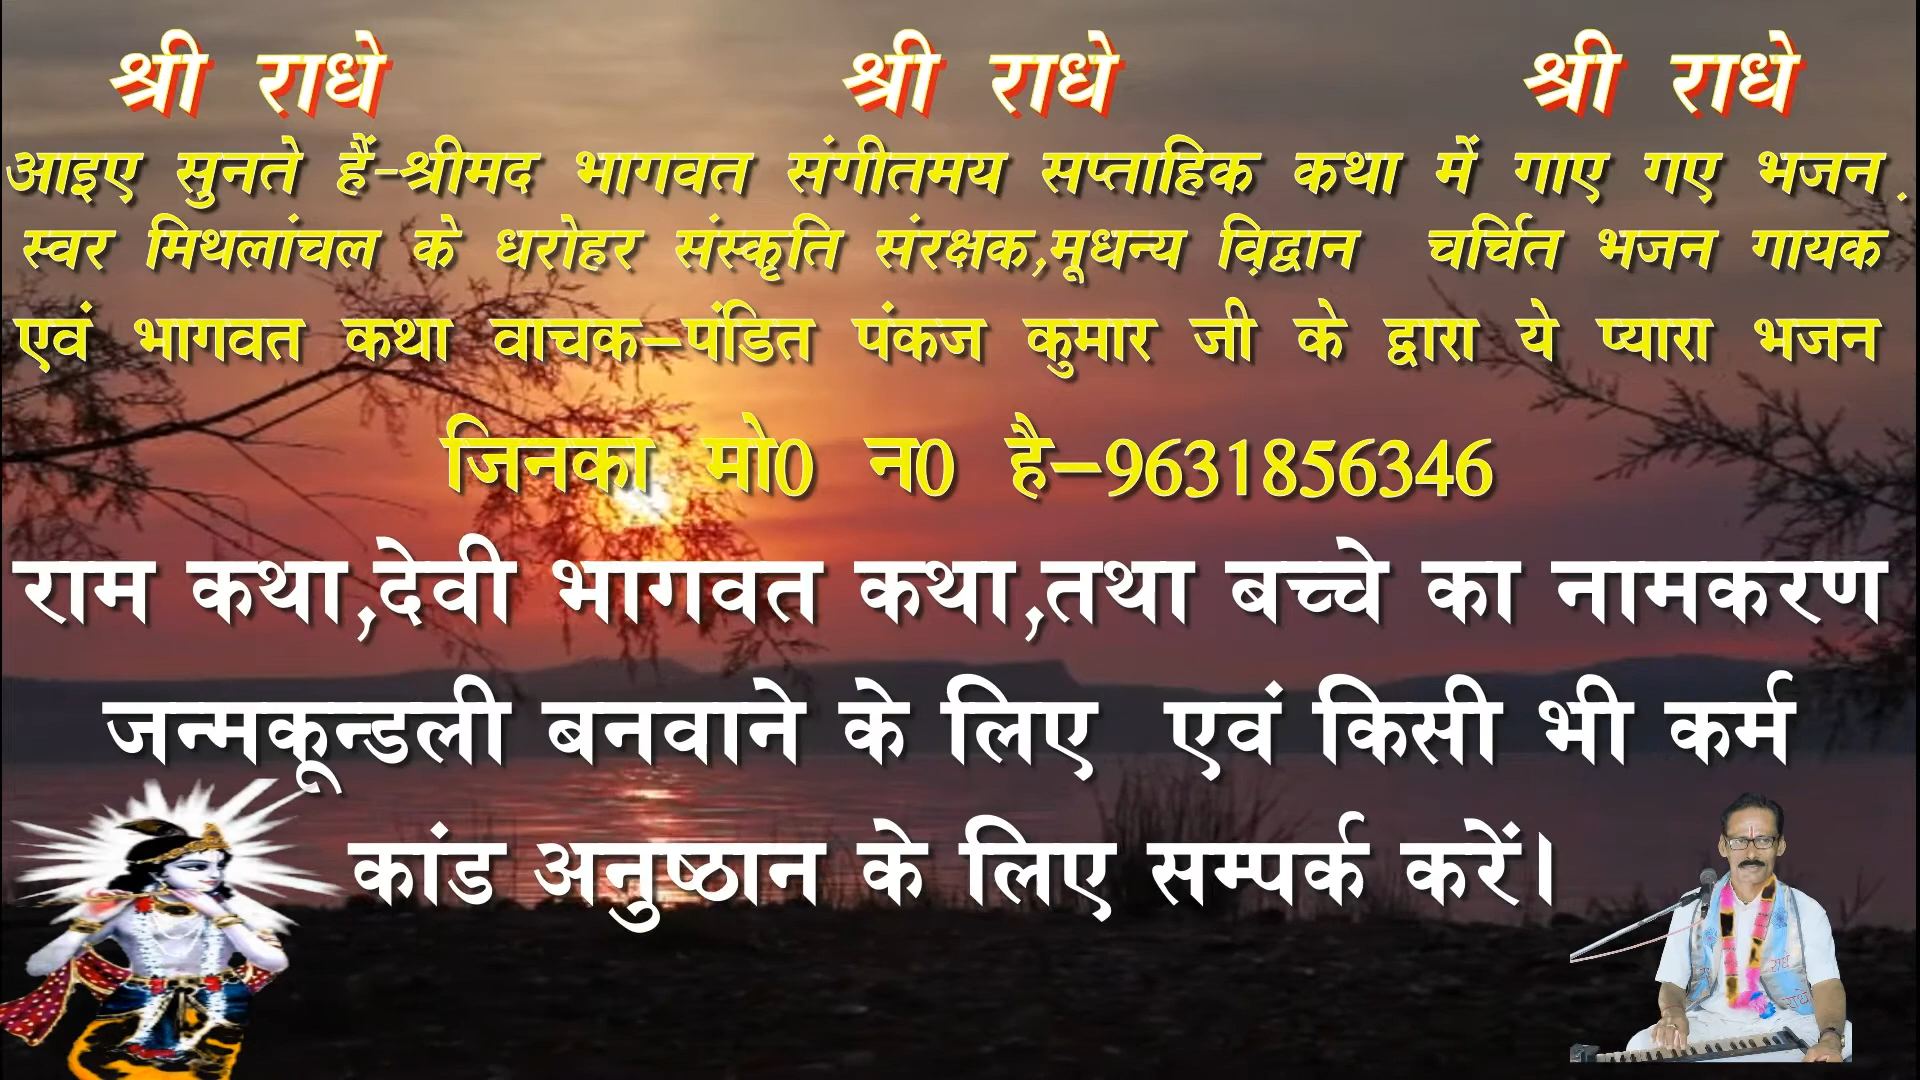 श्री राधे श्री राधे श्री राधे
आइए सुनते हैं-श्रीमद भागवत संगीतमय सप्ताहिक कथा में गाए गए भजन .
स्वर मिथलांचल के धरोहर संस्कृति संरक्षक,मूधन्य विद्वान चर्चित भजन गायक
एवं भागवत कथा वाचक-पंडित पंकज कुमार जी के द्वारा ये प्यारा भजन
जिनका मो0 न0 है-9631856346
राम कथा,देवी भागवत कथा,तथा बच्चे का नामकरण
जन्मकून्डली बनवाने के लिए एवं किसी भी कर्म
कांड अनुष्ठान के लिए सम्पर्क करें।
राधे
राधे